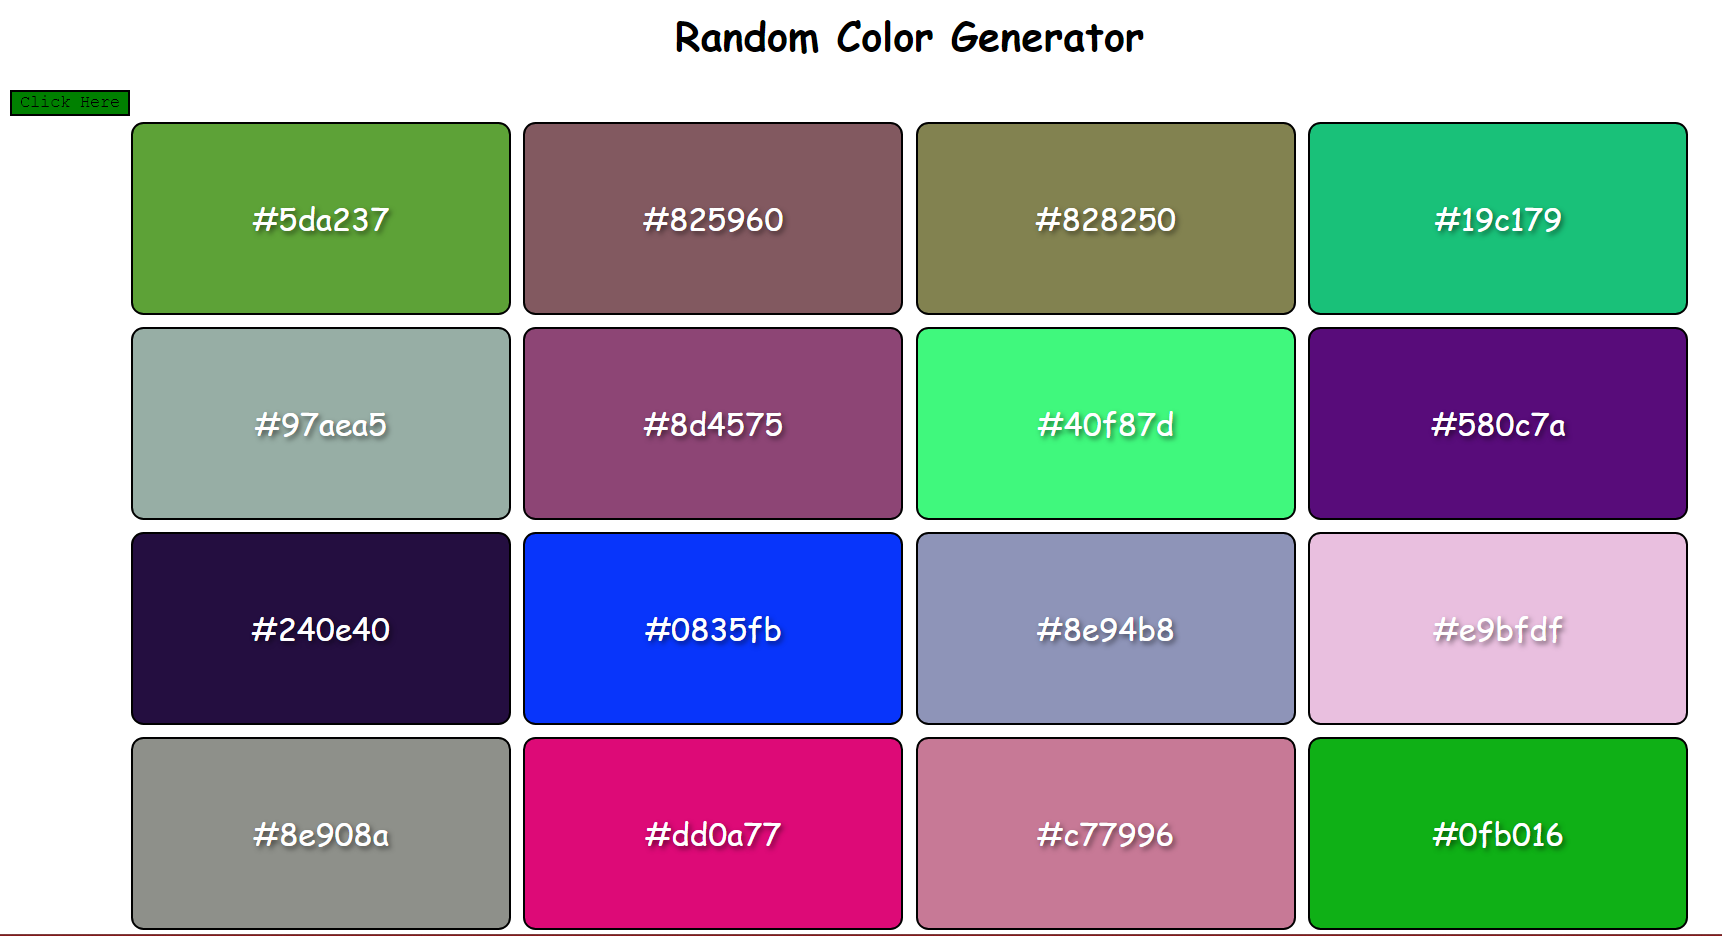 Random Color Generator
Click Here
#5da237
#825960
#828250
#19c179
#97aea5
#8d4575
#40f87d
#580c7a
#240e40
#0835fb
#8e94b8
#e9bfdf
#8e908a
#dd0a77
#c77996
#0fb016